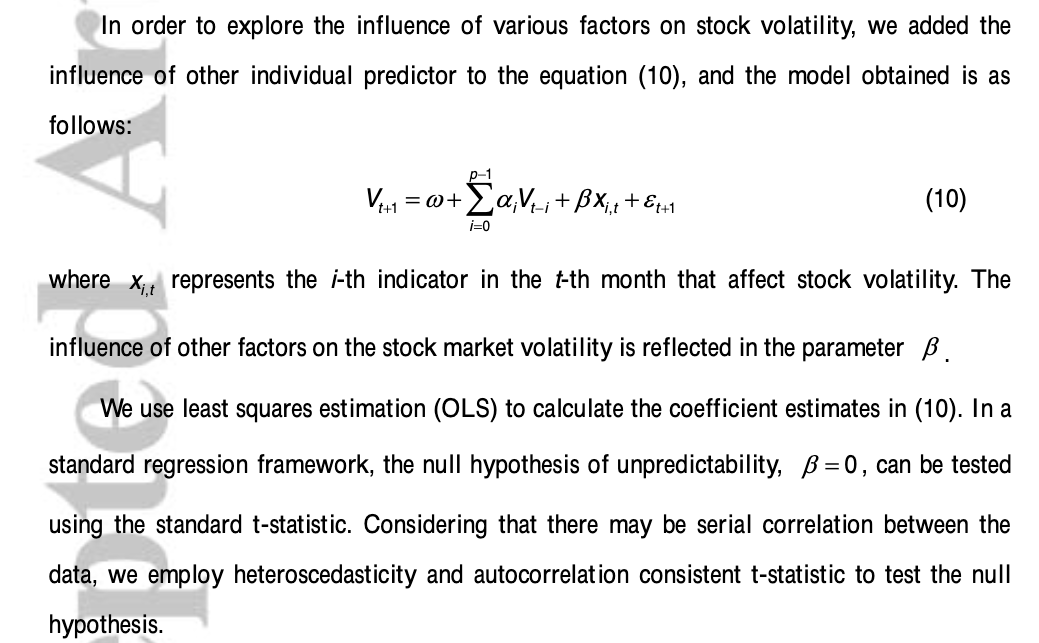 In order to explore the influence of various factors on stock volatility, we added the
influence of other individual predictor to the equation (10), and the model obtained is as
follows:
V_{t+1} = ω + \sum_{i=0}^{p−1} α_i V_{t−i} + β x_{i,t} + ε_{t+1} (10)
where x_{i,t} represents the i-th indicator in the t-th month that affect stock volatility. The
influence of other factors on the stock market volatility is reflected in the parameter β.
We use least squares estimation (OLS) to calculate the coefficient estimates in (10). In a
standard regression framework, the null hypothesis of unpredictability, β = 0, can be tested
using the standard t-statistic. Considering that there may be serial correlation between the
data, we employ heteroscedasticity and autocorrelation consistent t-statistic to test the null
hypothesis.
pted Ar